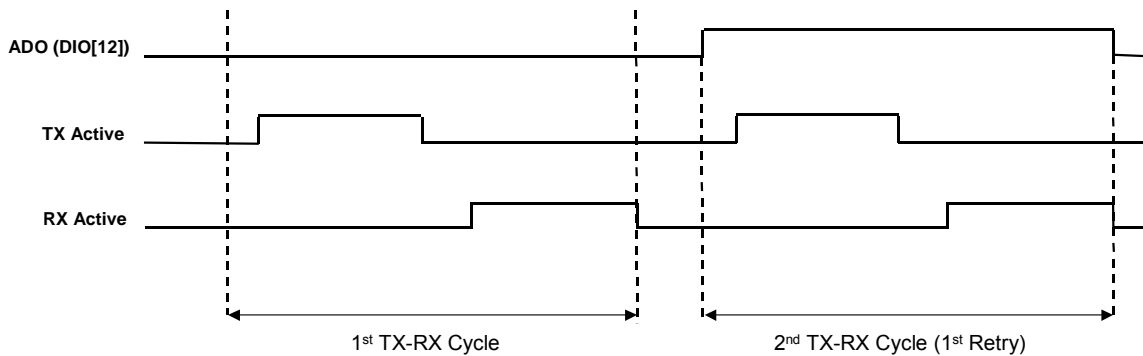 ADO (DIO[12])
TX Active
RX Active
1st TX-RX Cycle
2nd TX-RX Cycle (1st Retry)